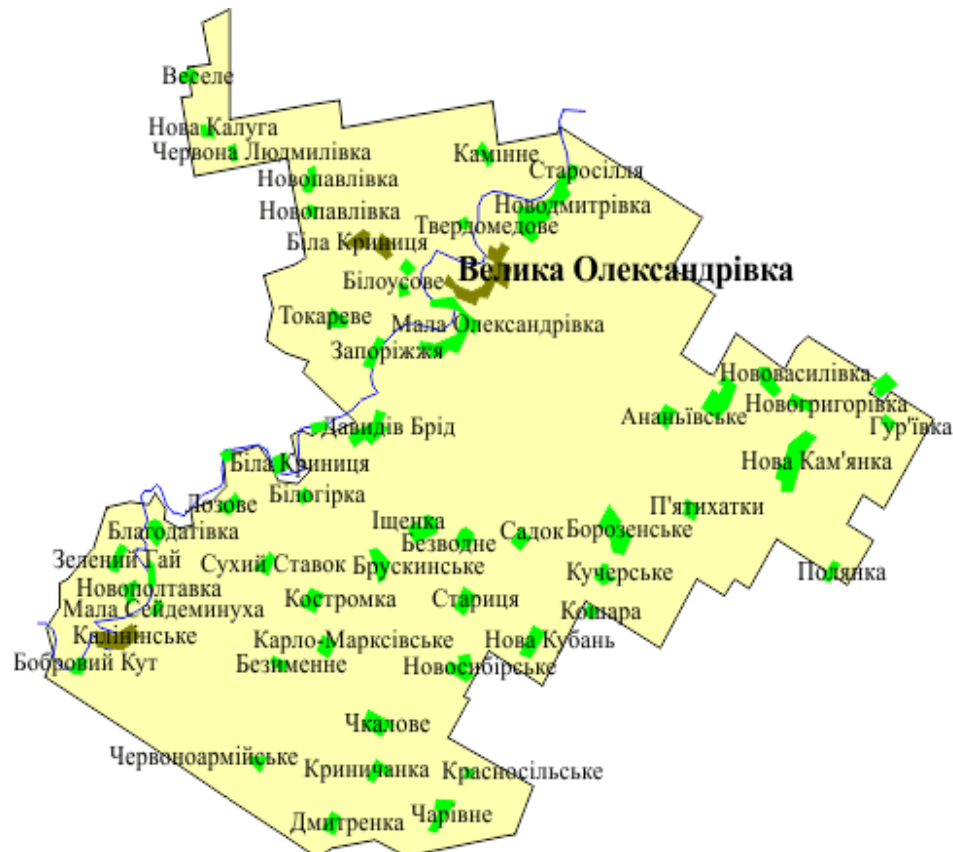 Веселе
Нова Калуга
Червона Людмилівка
Камінне
Старосілля
Новопавлівка
Новодмитрівка
Новопавлівка
Твердомедове
Біла Криниця
Велика Олександрівка
Білоусове
Токареве
Мала Олександрівка
Запоріжжя
Нововасилівка
Новогригорівка
Ананьївське
Гур'ївка
Давидів Брід
Біла Криниця
Нова Кам'янка
Білогірка
Лозове
П'ятихатки
Іщенка
Благодатівка
Садок
Борозенське
Безводне
Зелений Гай
Сухий Ставок
Брускинське
Кучерське
Полянка
Новополтавка
Костромка
Стариця
Мала Сейдеминуха
Кошара
Калінінське
Карло-Марксівське
Нова Кубань
Бобровий Кут
Безименне
Новосибірське
Чкалове
Червоноармійське
Криничанка
Красносільське
Дмитренка
Чарівне